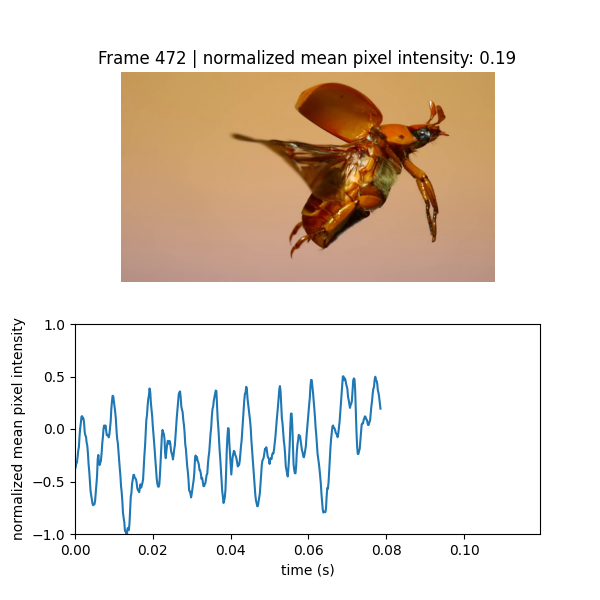 Frame 472 | normalized mean pixel intensity: 0.19
normalized mean pixel intensity
1.0
0.5
0.0
−0.5
−1.0
0.00 0.02 0.04 0.06 0.08 0.10
time (s)